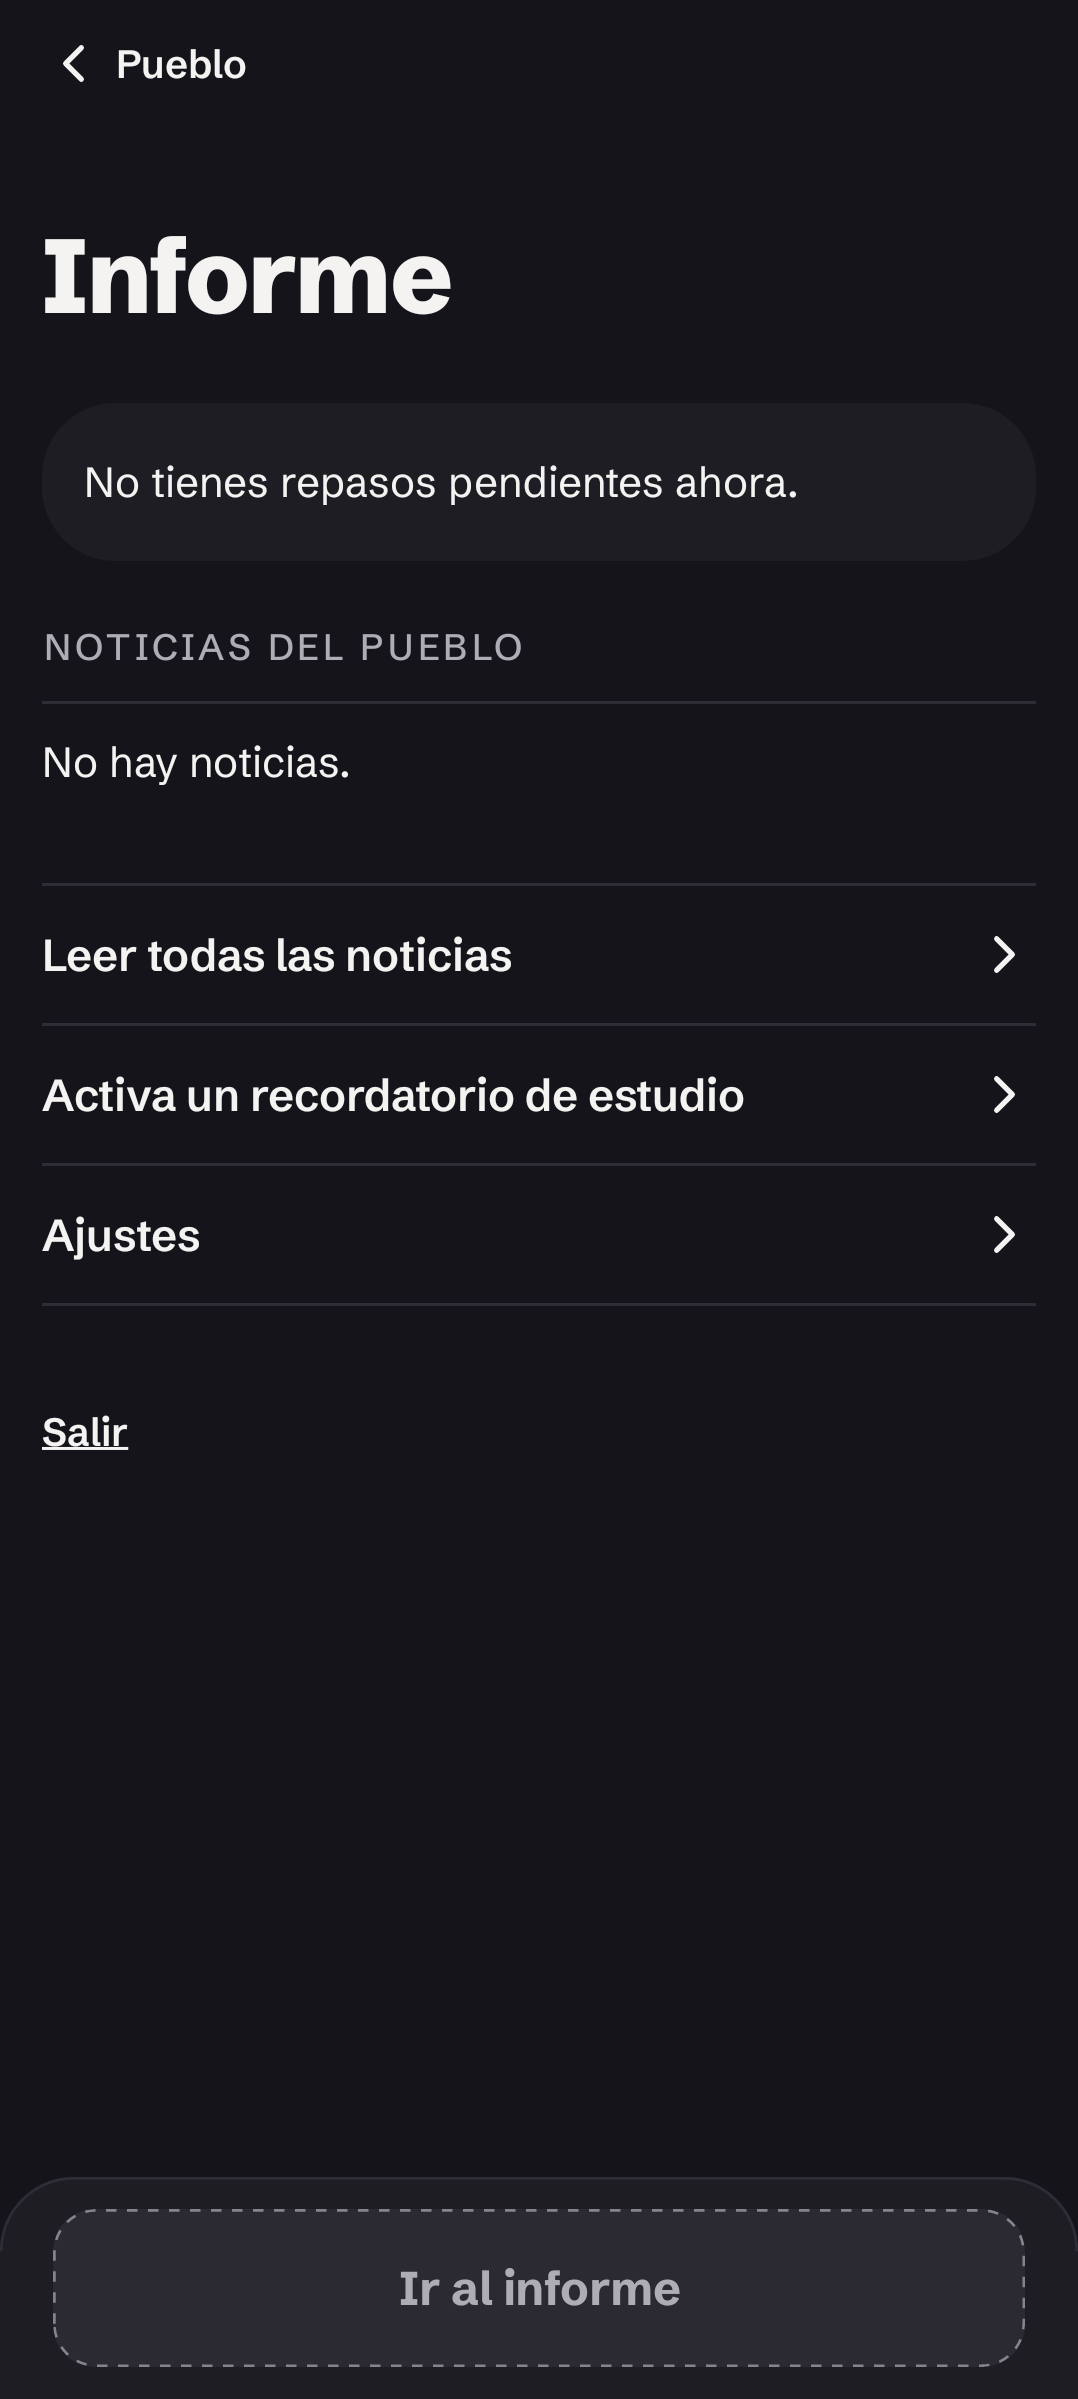 Pueblo
Informe
No tienes repasos pendientes ahora.
NOTICIAS DEL PUEBLO
No hay noticias.
Leer todas las noticias
Activa un recordatorio de estudio
Ajustes
Salir
Ir al informe